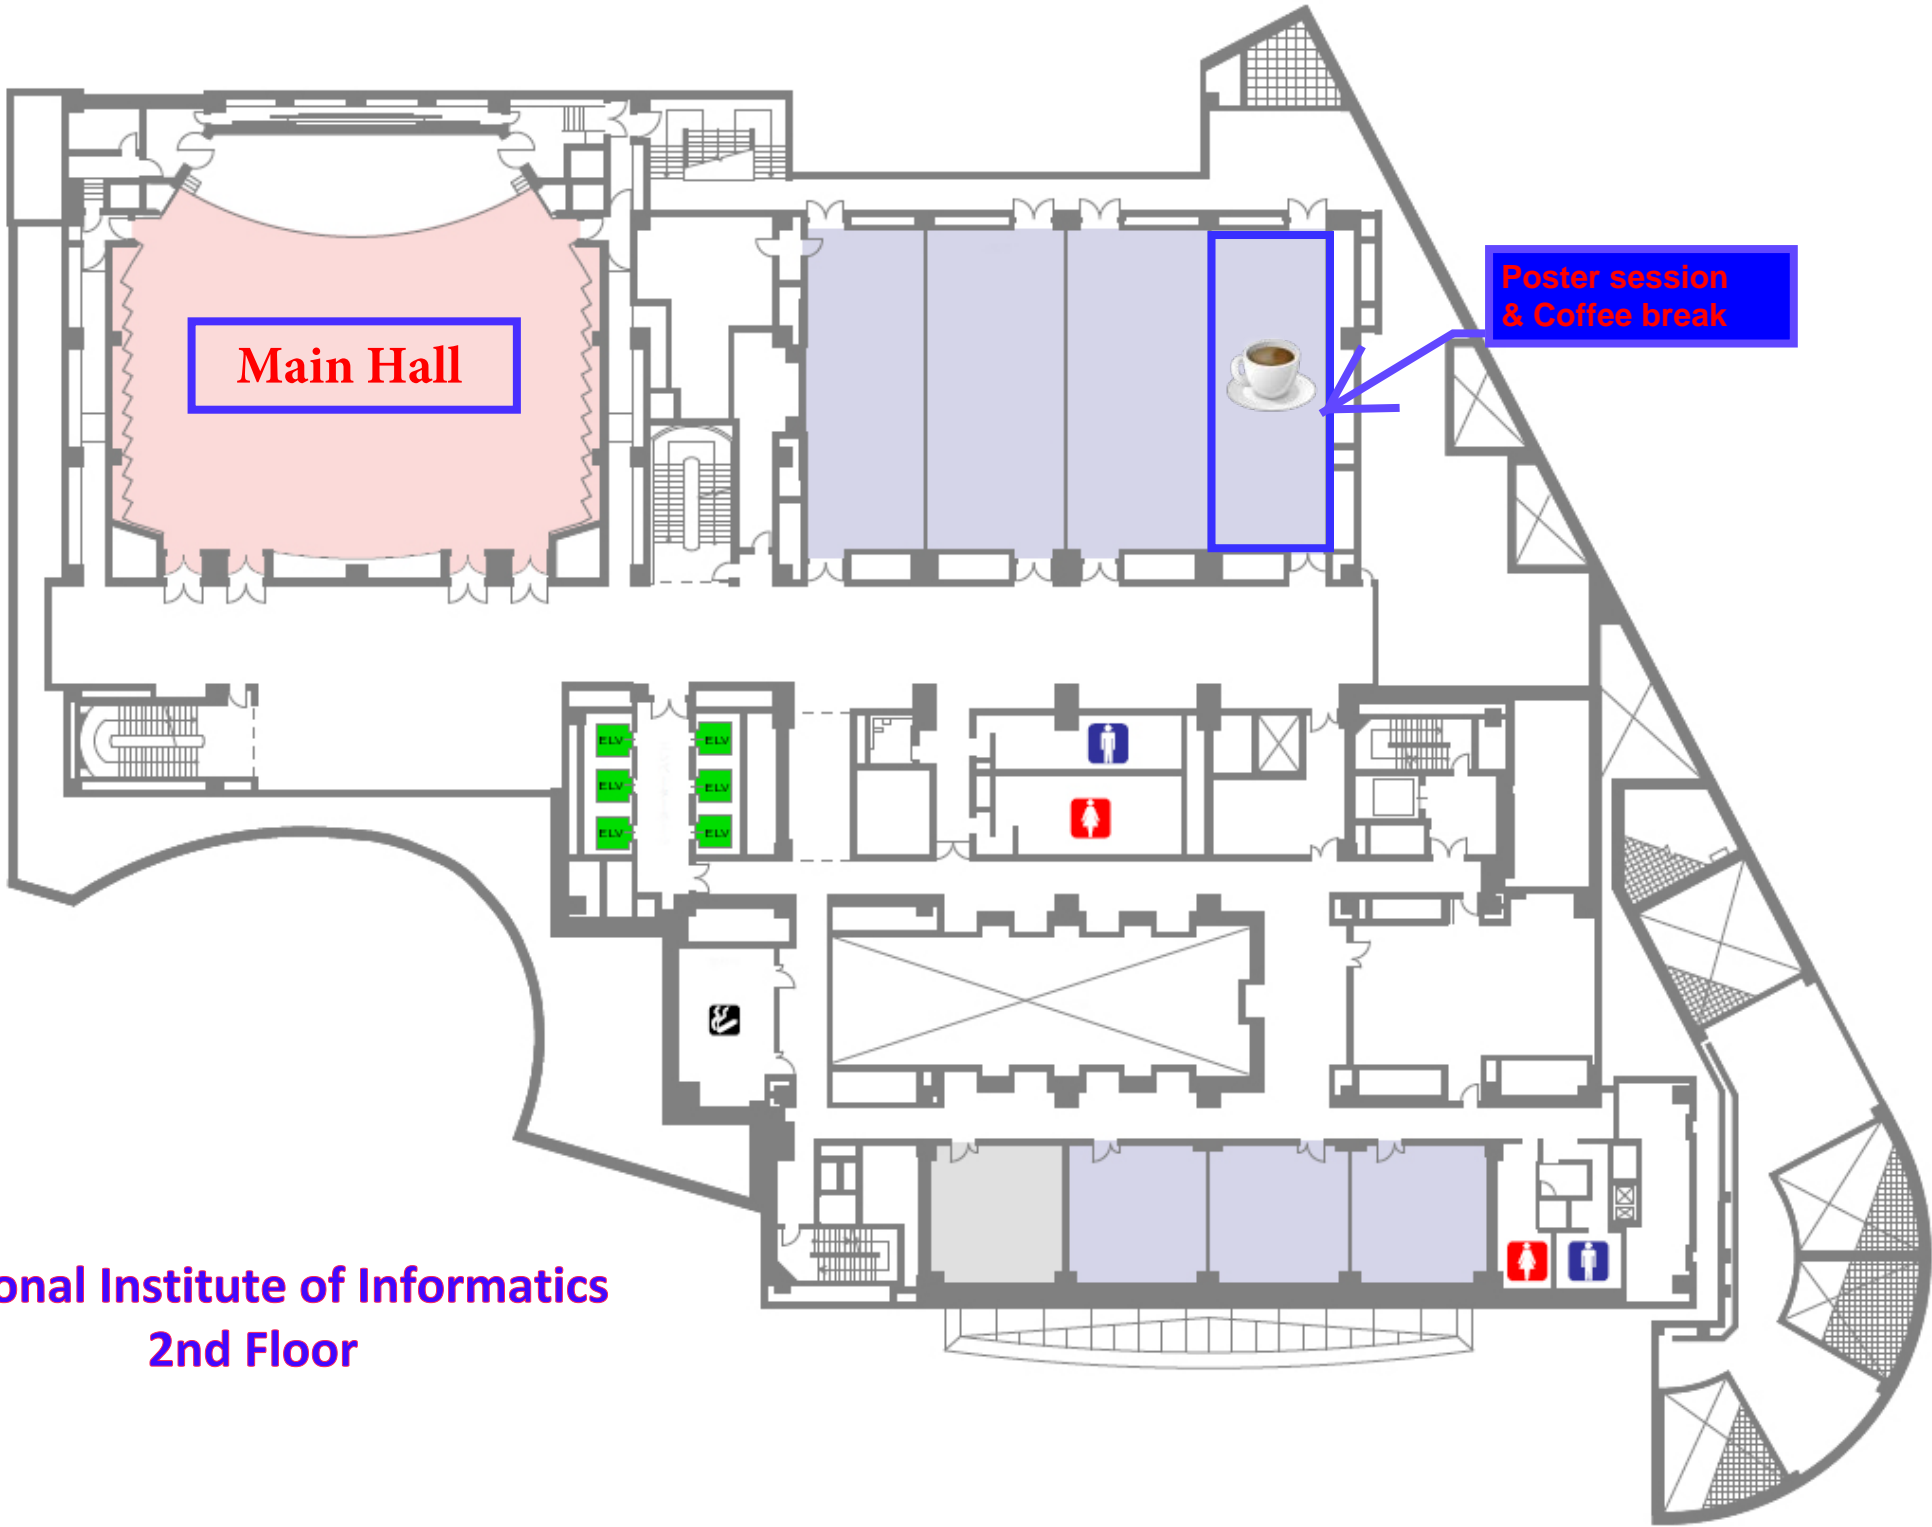 Poster session
& Coffee break
Main Hall
ELV ELV
ELV ELV
ELV ELV
onal Institute of Informatics
2nd Floor